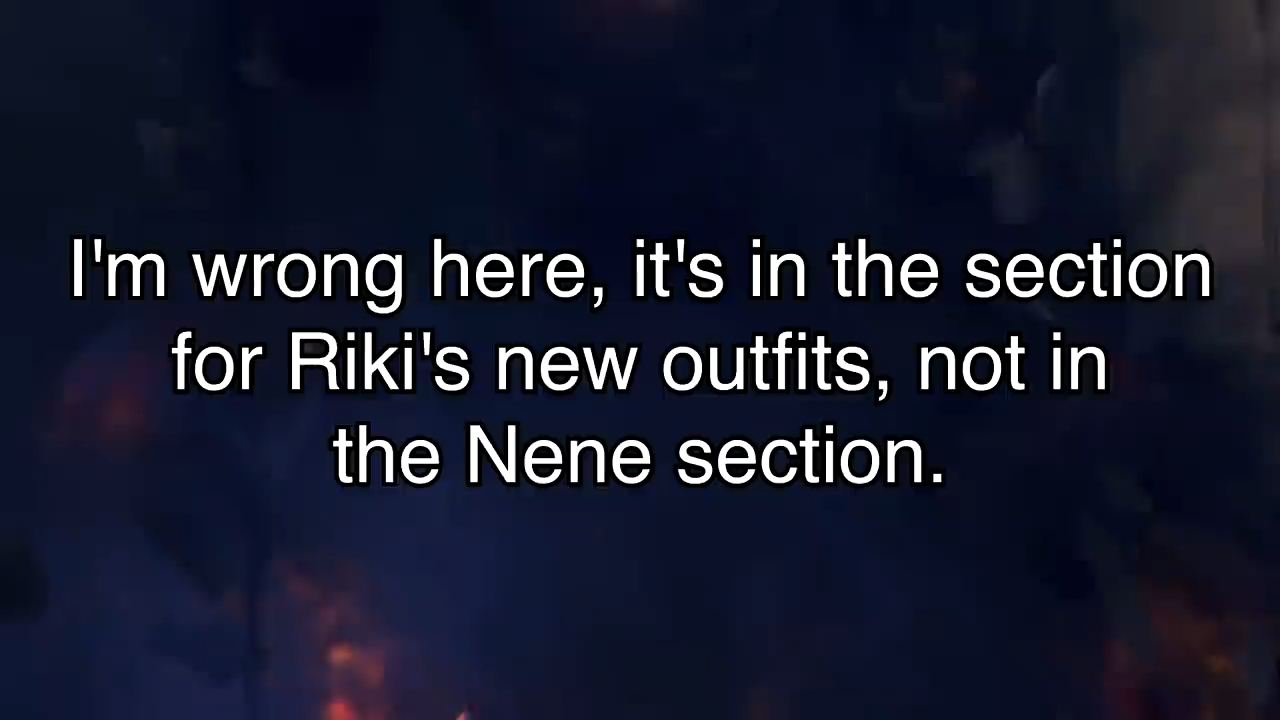 I'm wrong here, it's in the section
for Riki's new outfits, not in
the Nene section.